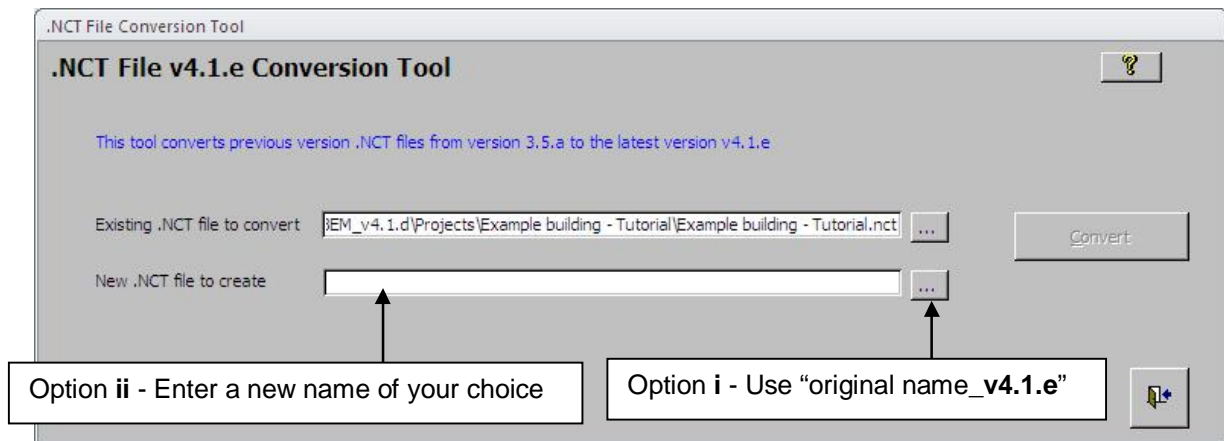 .NCT File Conversion Tool
.NCT File v4.1.e Conversion Tool
?
This tool converts previous version .NCT files from version 3.5.a to the latest version v4.1.e
Existing .NCT file to convert BEM_v4.1.d\Projects\Example building - Tutorial\Example building - Tutorial.nct ... Convert
New .NCT file to create ...
Option ii - Enter a new name of your choice
Option i - Use “original name_v4.1.e”